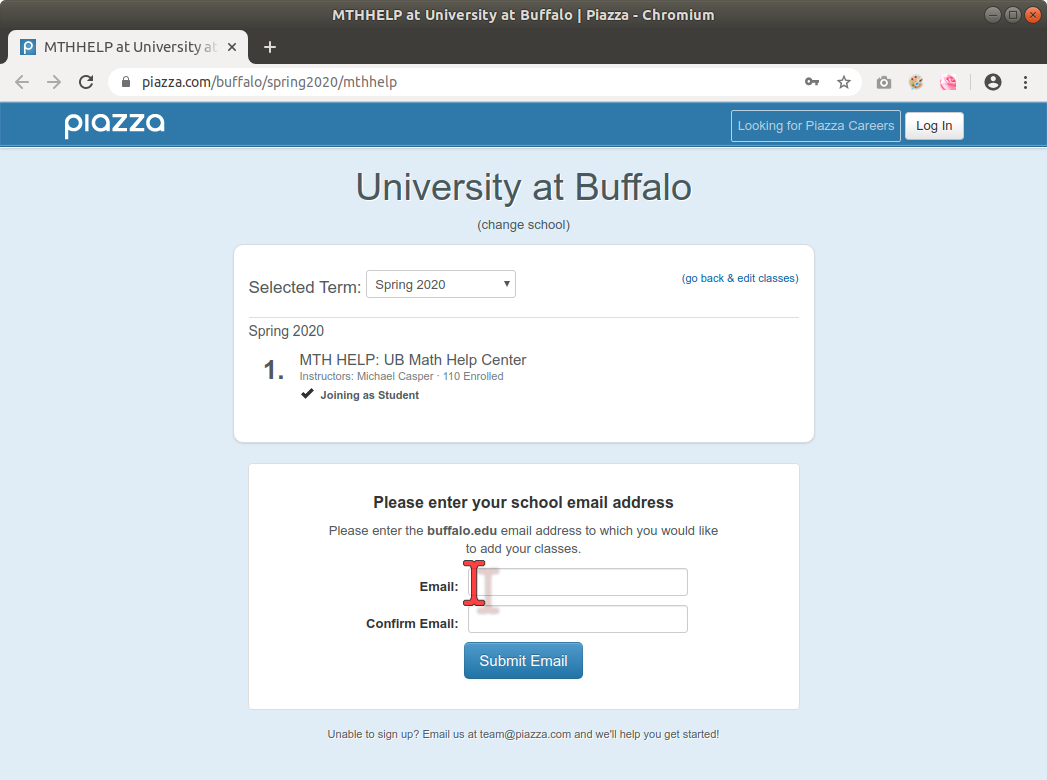 MTHHELP at University at Buffalo | Piazza - Chromium
MTHHELP at University at
piazza.com/buffalo/spring2020/mthhelp
piazza
Looking for Piazza Careers
Log In
University at Buffalo
(change school)
Selected Term: Spring 2020
(go back & edit classes)
Spring 2020
1. MTH HELP: UB Math Help Center
Instructors: Michael Casper · 110 Enrolled
Joining as Student
Please enter your school email address
Please enter the buffalo.edu email address to which you would like
to add your classes.
Email:
Confirm Email:
Submit Email
Unable to sign up? Email us at team@piazza.com and we'll help you get started!